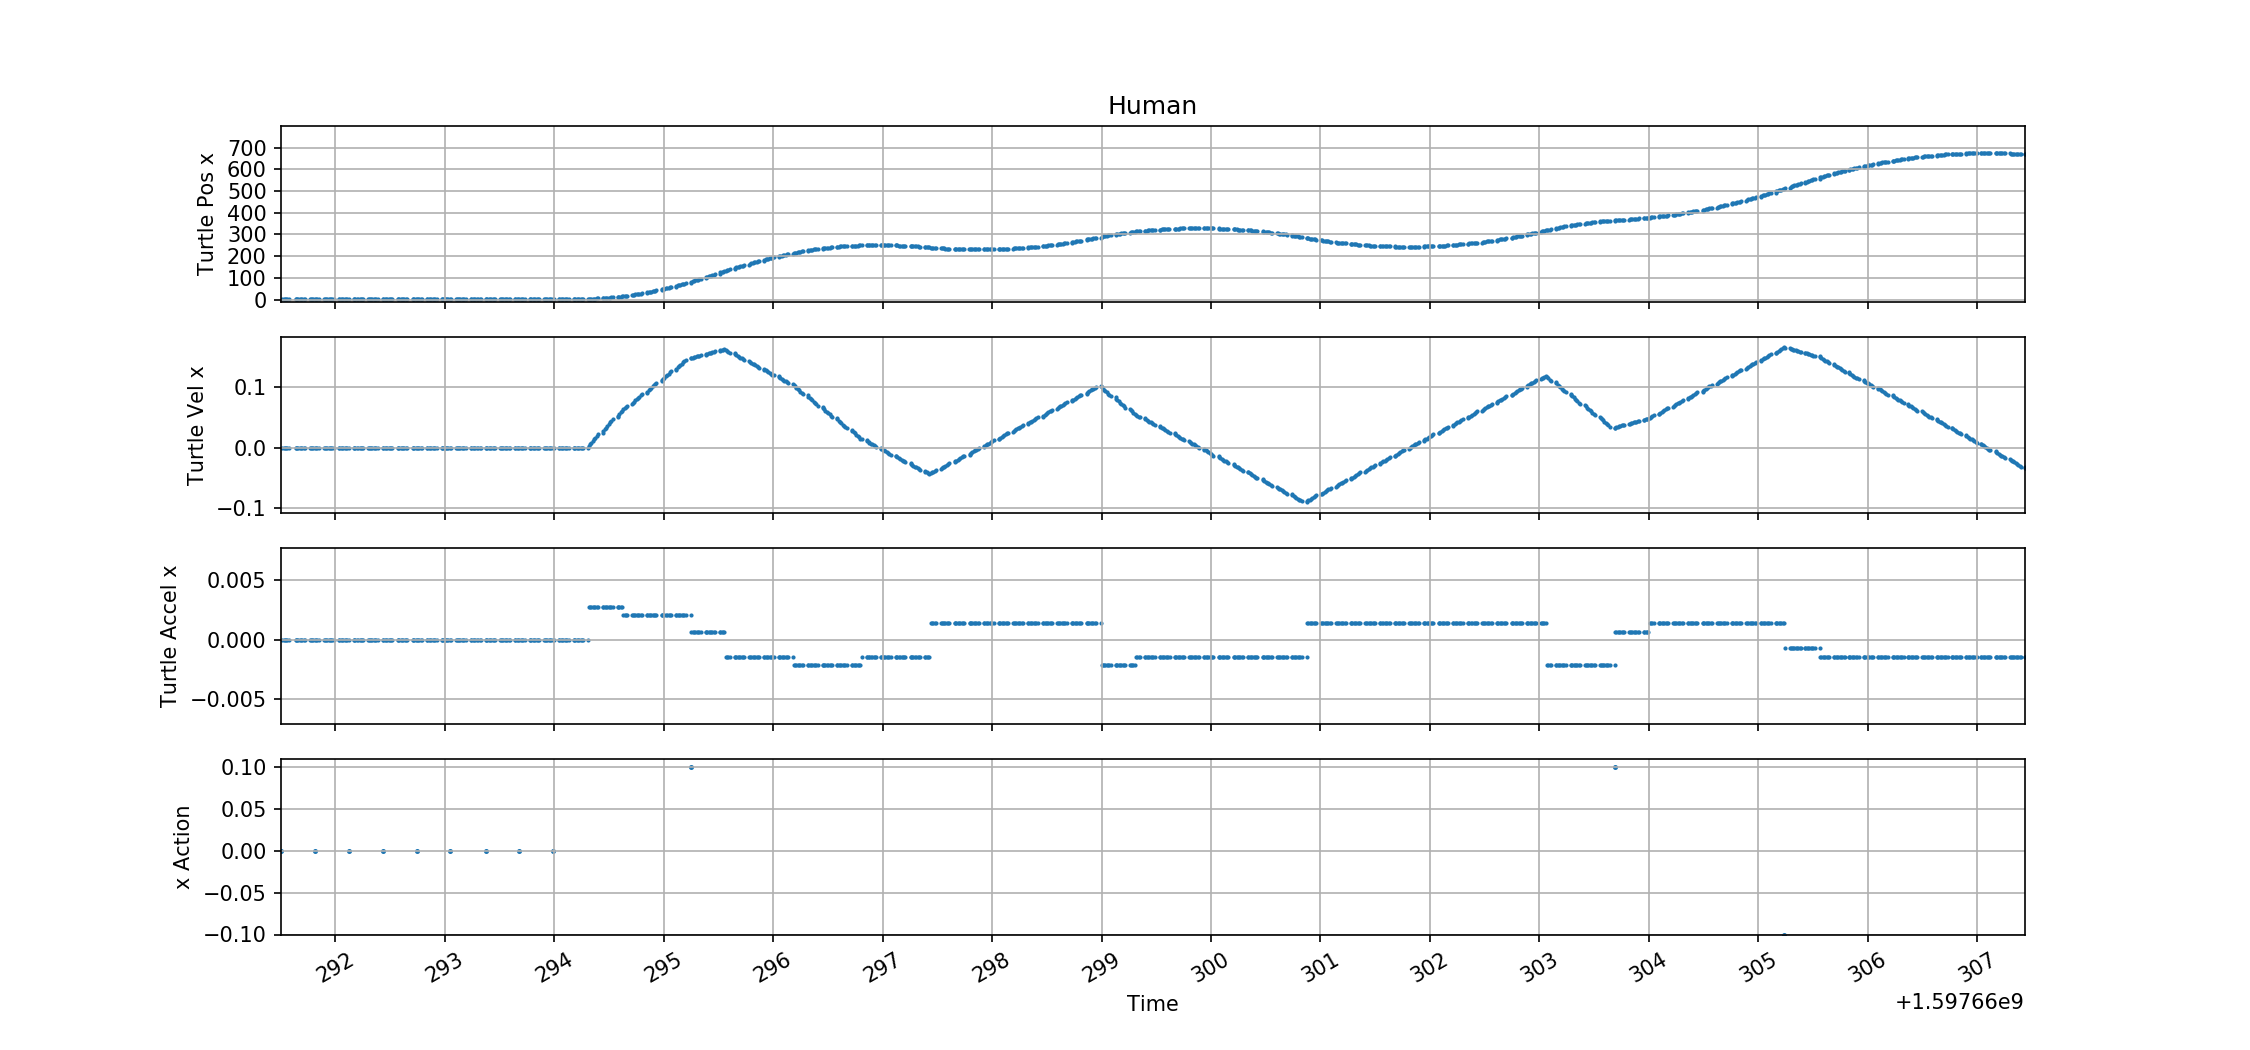 Human
Turtle Pos x
700
600
500
400
300
200
100
0
Turtle Vel x
0.1
0.0
−0.1
Turtle Accel x
0.005
0.000
−0.005
x Action
0.10
0.05
0.00
−0.05
−0.10
292 293 294 295 296 297 298 299 300 301 302 303 304 305 306 307
Time
+1.59766e9